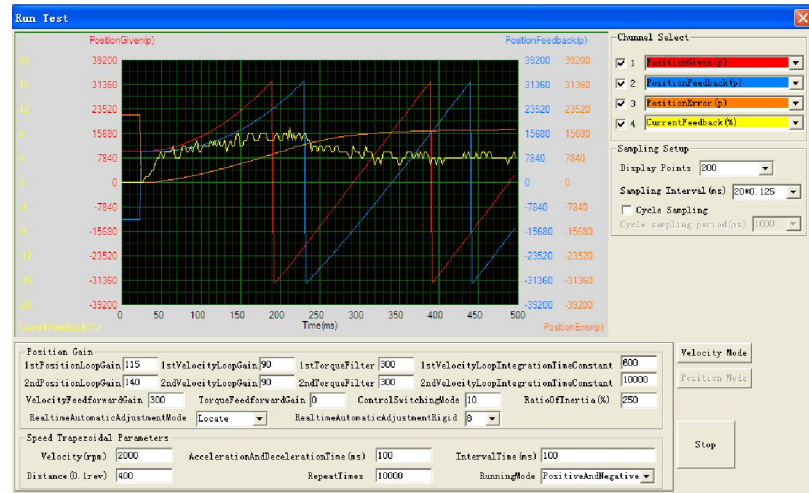 Run Test
PositionGiven(p)
PositionFeedback(p)
20 39200 39200 39200
16 31360 31360 31360
12 23520 23520 23520
8 15680 15680 15680
7840 7840 7840
0 0 0
-7840 -7840 -7840
-15680 -15680 -15680
-12 -23520 -23520 -23520
-16 -31360 -31360 -31360
-20 -39200 -39200 -39200
0 50 100 150 200 250 300 350 400 450 500
CurrentFeedback(%) Time(ms) PositionError(p)
Channel Select
1 PositionGiven(p)
2 PositionFeedback(p)
3 PositionError(p)
4 CurrentFeedback(%)
Sampling Setup
Display Points 200
Sampling Interval(ms) 20*0.125
Cycle Sampling
Cycle sampling period(ms) 1000
Position Gain
1stPositionLoopGain 115 1stVelocityLoopGain 90 1stTorqueFilter 300 1stVelocityLoopIntegrationTimeConstant 600
2ndPositionLoopGain 140 2ndVelocityLoopGain 90 2ndTorqueFilter 300 2ndVelocityLoopIntegrationTimeConstant 10000
VelocityFeedforwardGain 300 TorqueFeedforwardGain 0 ControlSwitchingMode 10 RatioOfInertia(%) 250
RealtimeAutomaticAdjustmentMode Locate RealtimeAutomaticAdjustmentRigid 8
Velocity Mode
Position Mode
Speed Trapezoidal Parameters
Velocity(rpm) 2000 AccelerationAndDecelerationTime(ms) 100 IntervalTime(ms) 100
Distance(0.1rev) 400 RepeatTimes 10000 RunningMode PositiveAndNegative
Stop